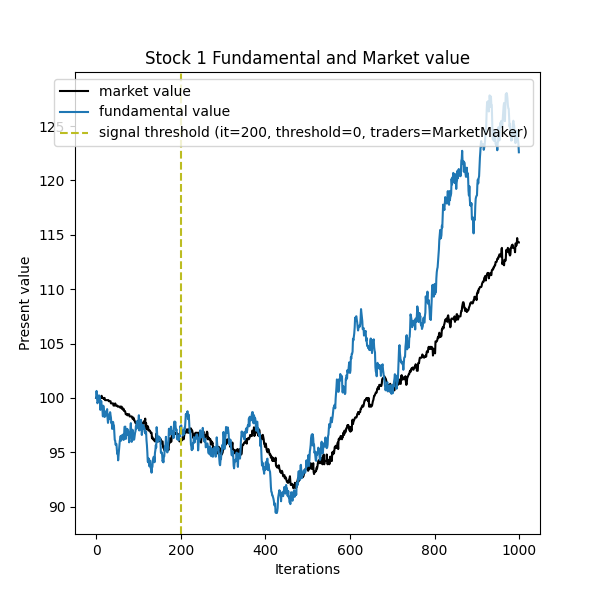 Stock 1 Fundamental and Market value
market value
fundamental value
signal threshold (it=200, threshold=0, traders=MarketMaker)
125
120
115
110
105
100
95
90
Present value
0 200 400 600 800 1000
Iterations